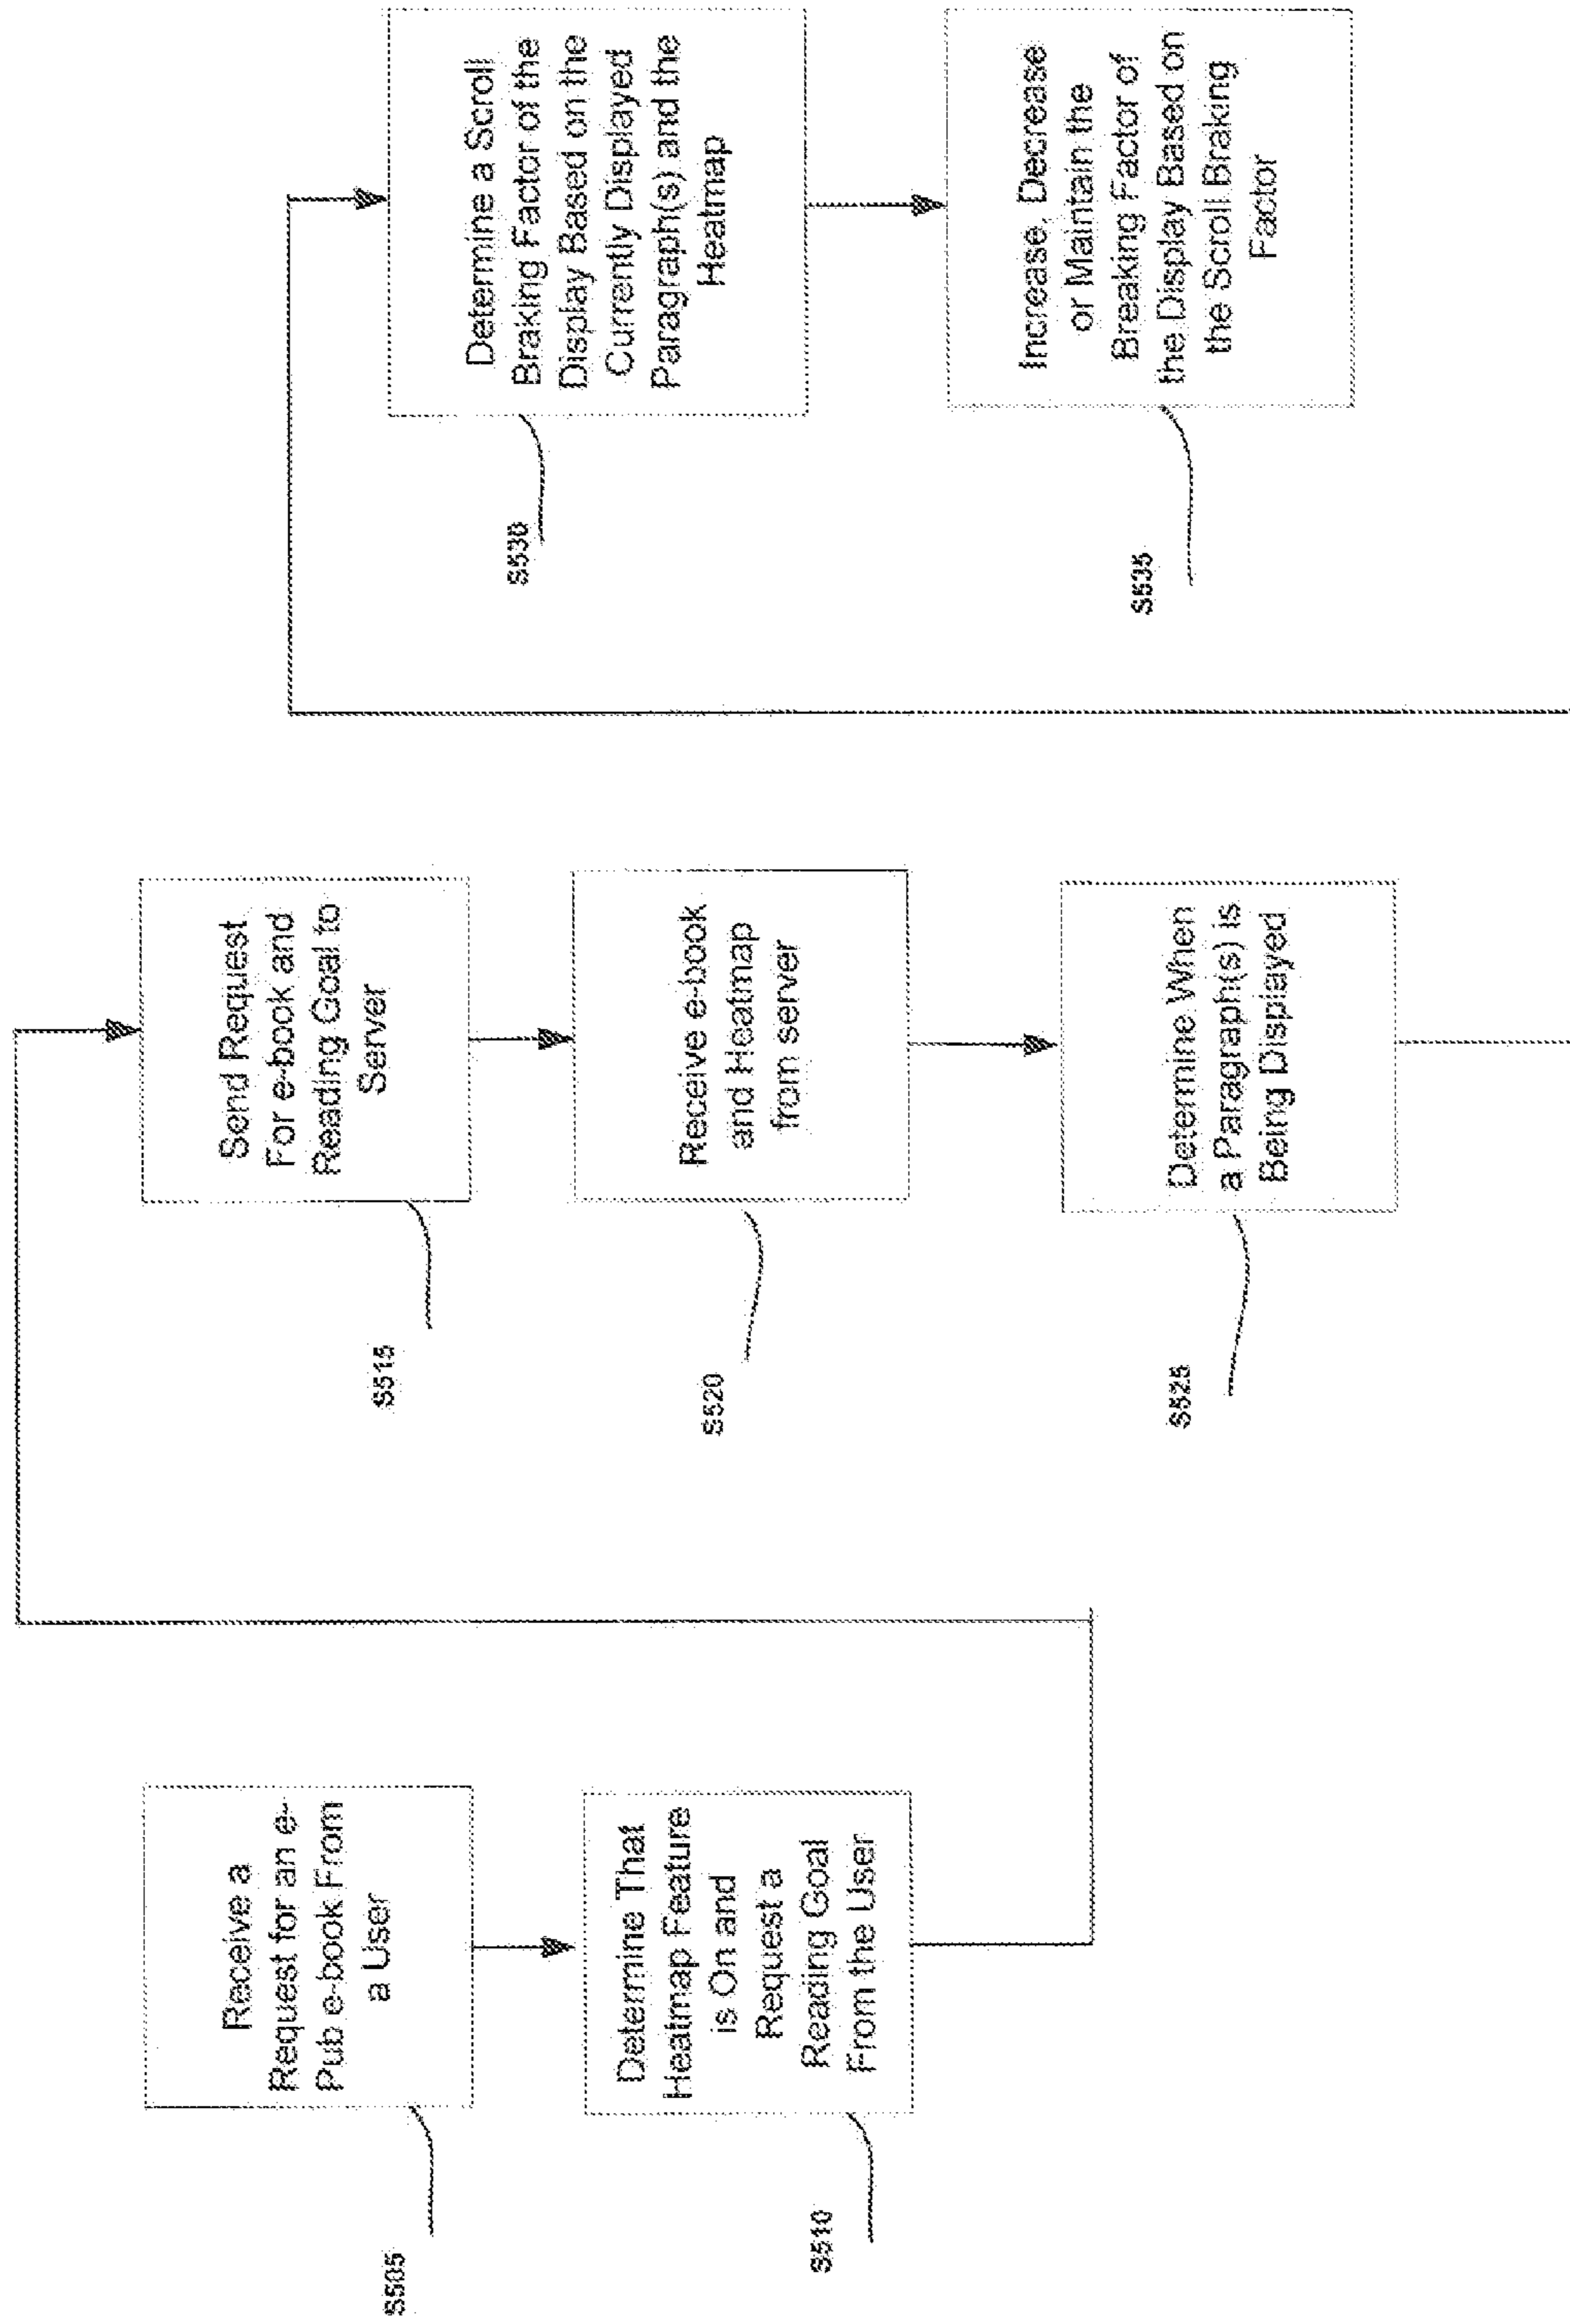 Receive a
Request for an e-
Pub e-book From
a User
S505
Determine That
Heatmap Feature
is On and
Request a
Reading Goal
From the User
S510
Send Request
For e-book and
Reading Goal to
Server
S515
Receive e-book
and Heatmap
from server
S520
Determine When
a Paragraph(s) is
Being Displayed
S525
Determine a Scroll
Braking Factor of the
Display Based on the
Currently Displayed
Paragraph(s) and the
Heatmap
S530
Increase, Decrease
or Maintain the
Breaking Factor of
the Display Based on
the Scroll Braking
Factor
S535